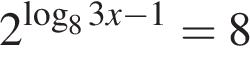 $2^{\log_8 3x-1} = 8$